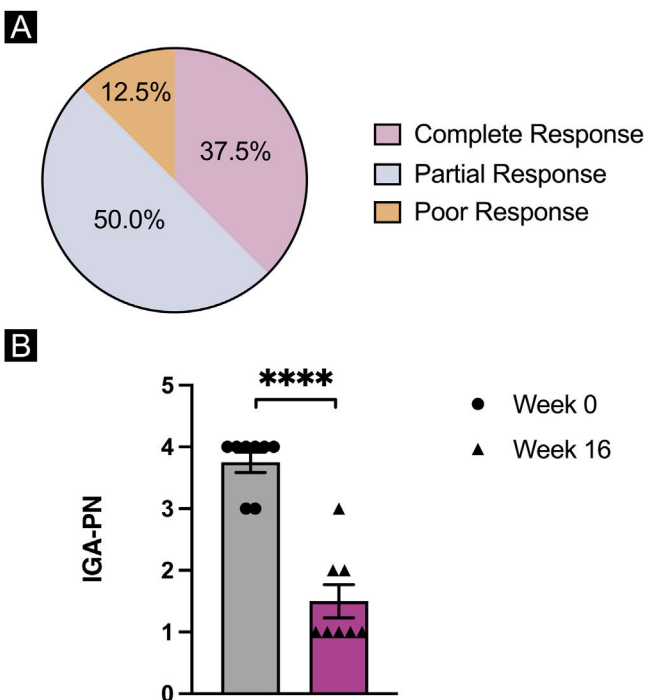 A
12.5%
37.5%
50.0%
Complete Response
Partial Response
Poor Response
B
****
5
4
3
2
1
0
IGA-PN
Week 0
Week 16